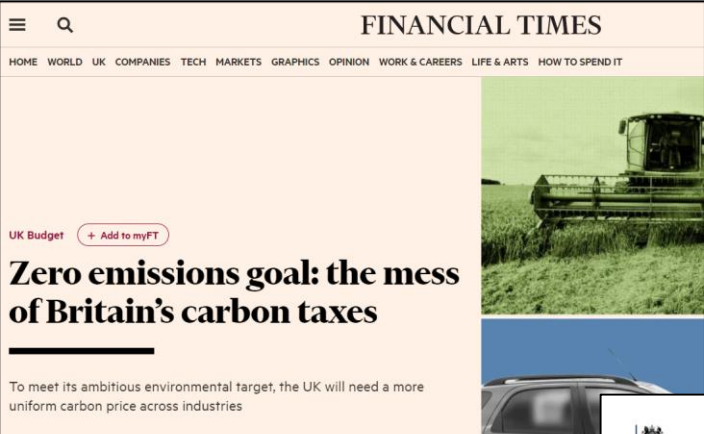 FINANCIAL TIMES
HOME WORLD UK COMPANIES TECH MARKETS GRAPHICS OPINION WORK & CAREERS LIFE & ARTS HOW TO SPEND IT
UK Budget + Add to myFT
Zero emissions goal: the mess
of Britain's carbon taxes
To meet its ambitious environmental target, the UK will need a more
uniform carbon price across industries